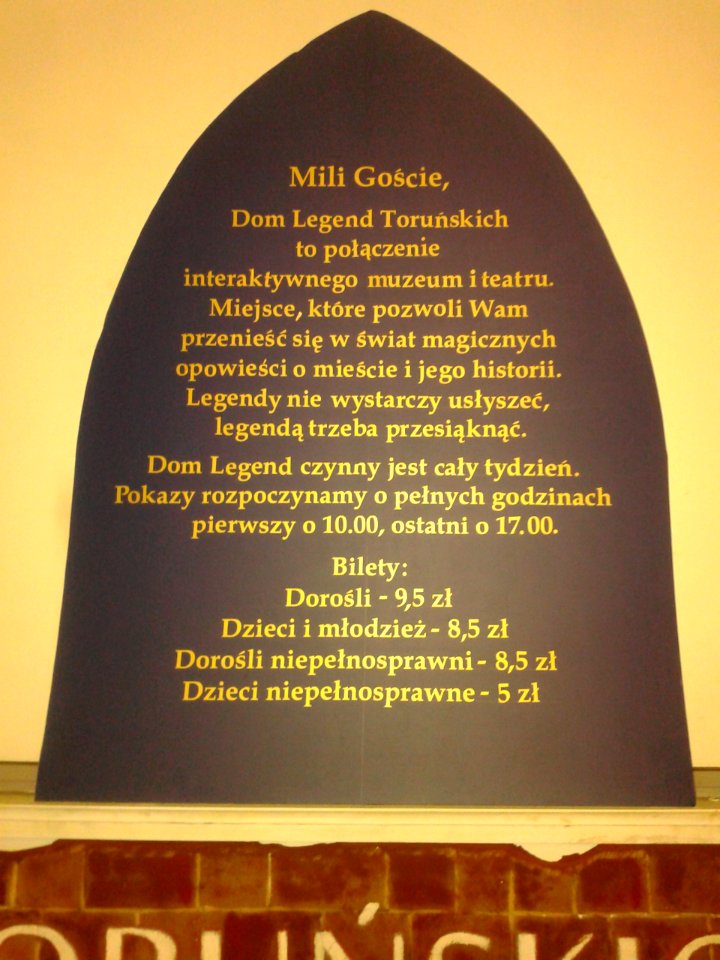 Mili Goście,
Dom Legend Toruńskich
to połączenie
interaktywnego muzeum i teatru.
Miejsce, które pozwoli Wam
przenieść się w świat magicznych
opowieści o mieście i jego historii.
Legendy nie wystarczy usłyszeć,
legendą trzeba przesiąknąć.
Dom Legend czynny jest cały tydzień.
Pokazy rozpoczynamy o pełnych godzinach
pierwszy o 10.00, ostatni o 17.00.
Bilety:
Dorośli - 9,5 zł
Dzieci i młodzież - 8,5 zł
Dorośli niepełnosprawni - 8,5 zł
Dzieci niepełnosprawne - 5 zł